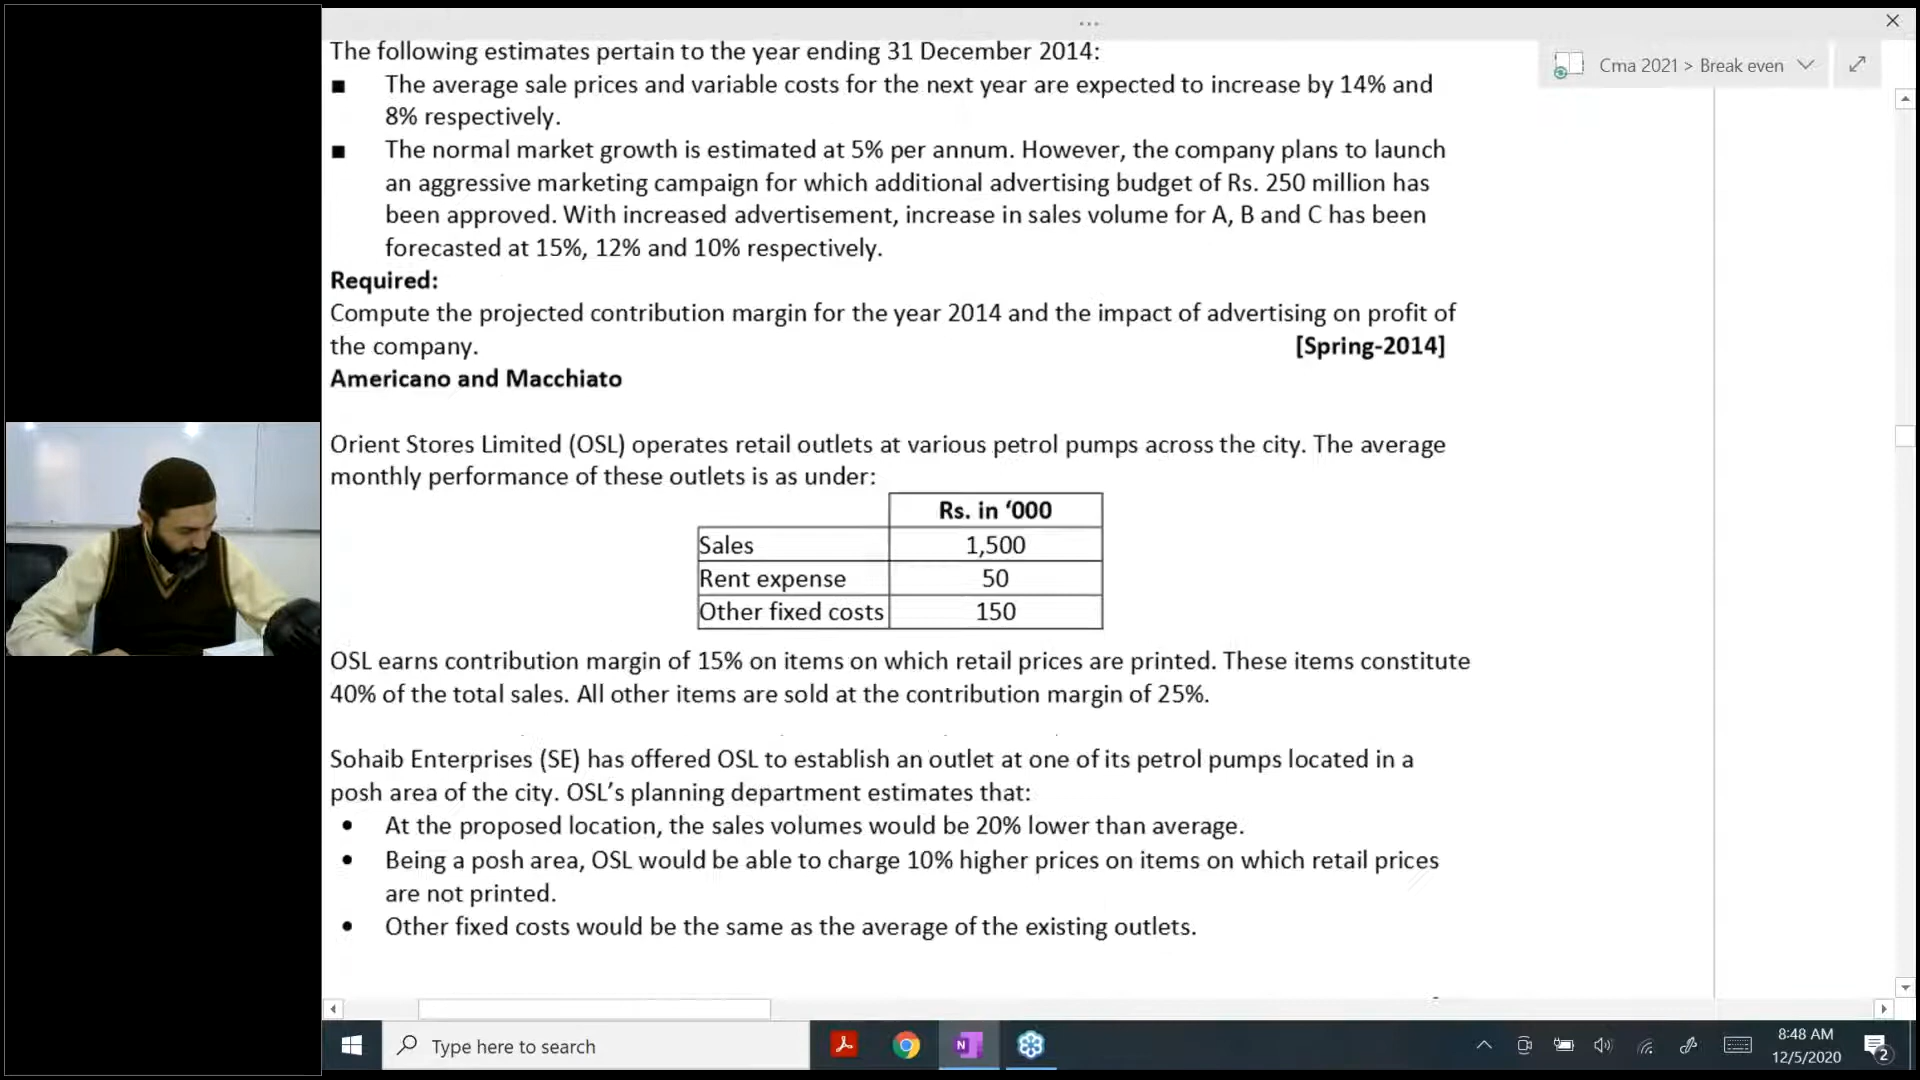 The following estimates pertain to the year ending 31 December 2014:
Cma 2021 > Break even
■ The average sale prices and variable costs for the next year are expected to increase by 14% and
8% respectively.
■ The normal market growth is estimated at 5% per annum. However, the company plans to launch
an aggressive marketing campaign for which additional advertising budget of Rs. 250 million has
been approved. With increased advertisement, increase in sales volume for A, B and C has been
forecasted at 15%, 12% and 10% respectively.
Required:
Compute the projected contribution margin for the year 2014 and the impact of advertising on profit of
the company. [Spring-2014]
Americano and Macchiato
Orient Stores Limited (OSL) operates retail outlets at various petrol pumps across the city. The average
monthly performance of these outlets is as under:
Rs. in ‘000
Sales 1,500
Rent expense 50
Other fixed costs 150
OSL earns contribution margin of 15% on items on which retail prices are printed. These items constitute
40% of the total sales. All other items are sold at the contribution margin of 25%.
Sohaib Enterprises (SE) has offered OSL to establish an outlet at one of its petrol pumps located in a
posh area of the city. OSL’s planning department estimates that:
• At the proposed location, the sales volumes would be 20% lower than average.
• Being a posh area, OSL would be able to charge 10% higher prices on items on which retail prices
are not printed.
• Other fixed costs would be the same as the average of the existing outlets.
Type here to search
N
8:48 AM
12/5/2020
2